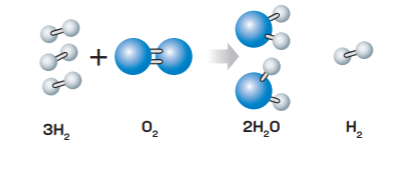 +
3H₂ O₂ 2H₂O H₂